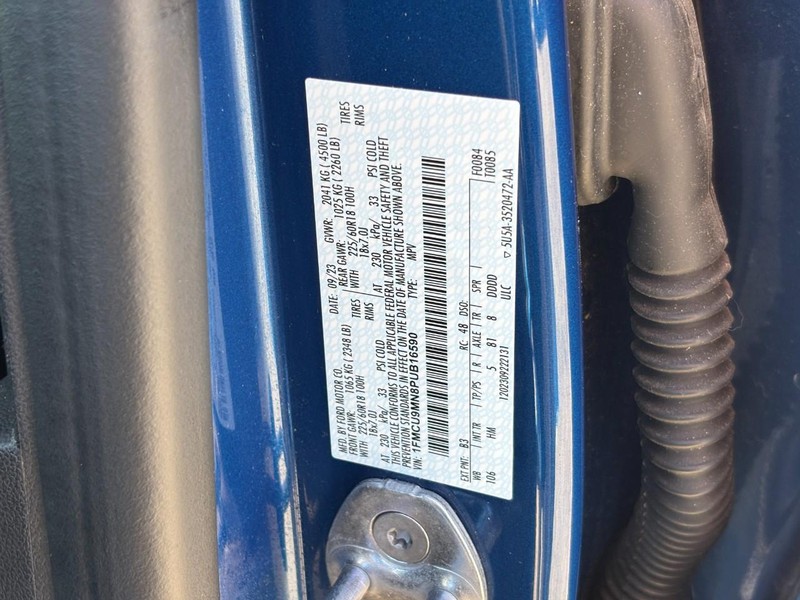 MFD. BY FORD MOTOR CO.
DATE: 09/23 GVWR: 2041 KG ( 4500 LB)
FRONT GAWR: 1065 KG ( 2348 LB) REAR GAWR: 1025 KG ( 2260 LB)
WITH 225/60R18 100H TIRES WITH 225/60R18 100H TIRES
18x7.0J RIMS 18x7.0J RIMS
AT 230 kPa/ 33 PSI COLD AT 230 kPa/ 33 PSI COLD
THIS VEHICLE CONFORMS TO ALL APPLICABLE FEDERAL MOTOR VEHICLE SAFETY AND THEFT
PREVENTION STANDARDS IN EFFECT ON THE DATE OF MANUFACTURE SHOWN ABOVE.
VIN: 1FMCU9MN8PUB16590 TYPE: MPV
EXT PNT: B3 RC: 48 DSO: F0084
T0085
WB INT TR TP/PS R AXLE TR SPR
106 HM 5 81 8 DDDD
1202309222131 ULC ▽ 5U5A-3520472-AA